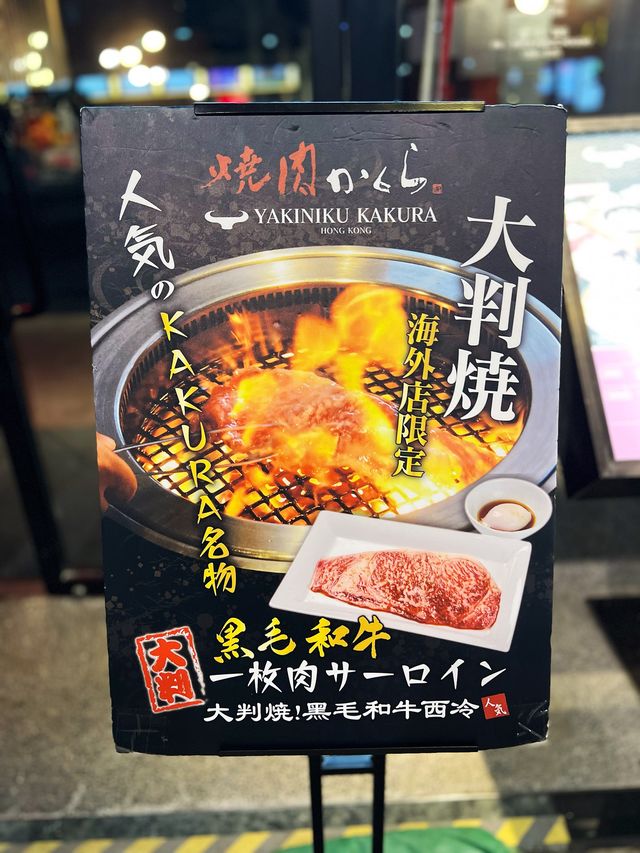 焼肉かくら
YAKINIKU KAKURA
HONG KONG
大判焼
海外店限定
人気のKAKURA名物
大判
黒毛和牛
一枚肉サーロイン
大判焼!黑毛和牛西冷
人気